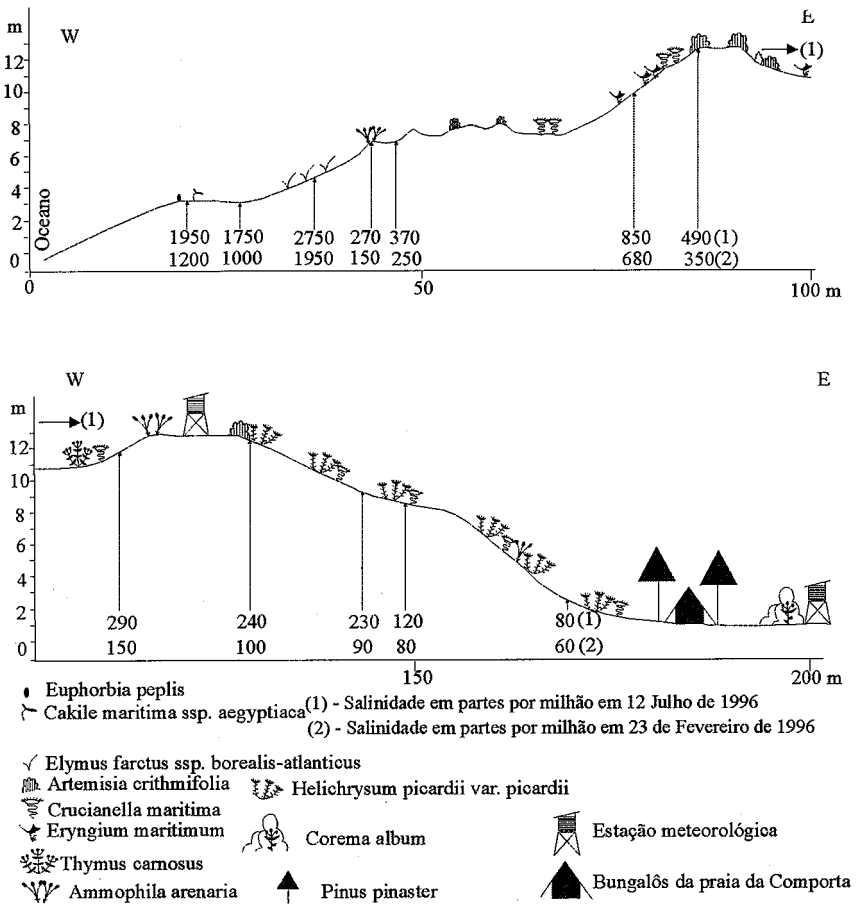 m
W
E
12
(1)
10
8
6
4
2
0
Oceano
1950 1750 2750 270 370 850 490(1)
1200 1000 1950 150 250 680 350(2)
0 50 100 m
W
E
m
(1)
12
10
8
6
4
2
0
290 240 230 120 80(1)
150 100 90 80 60(2)
150 200 m
Euphorbia peplis
Cakile maritima ssp. aegyptiaca
(1) - Salinidade em partes por milhão em 12 Julho de 1996
(2) - Salinidade em partes por milhão em 23 de Fevereiro de 1996
Elymus farctus ssp. borealis-atlanticus
Artemisia crithmifolia
Helichrysum picardii var. picardii
Crucianella maritima
Eryngium maritimum
Corema album
Estação meteorológica
Thymus carnosus
Ammophila arenaria
Pinus pinaster
Bungalôs da praia da Comporta